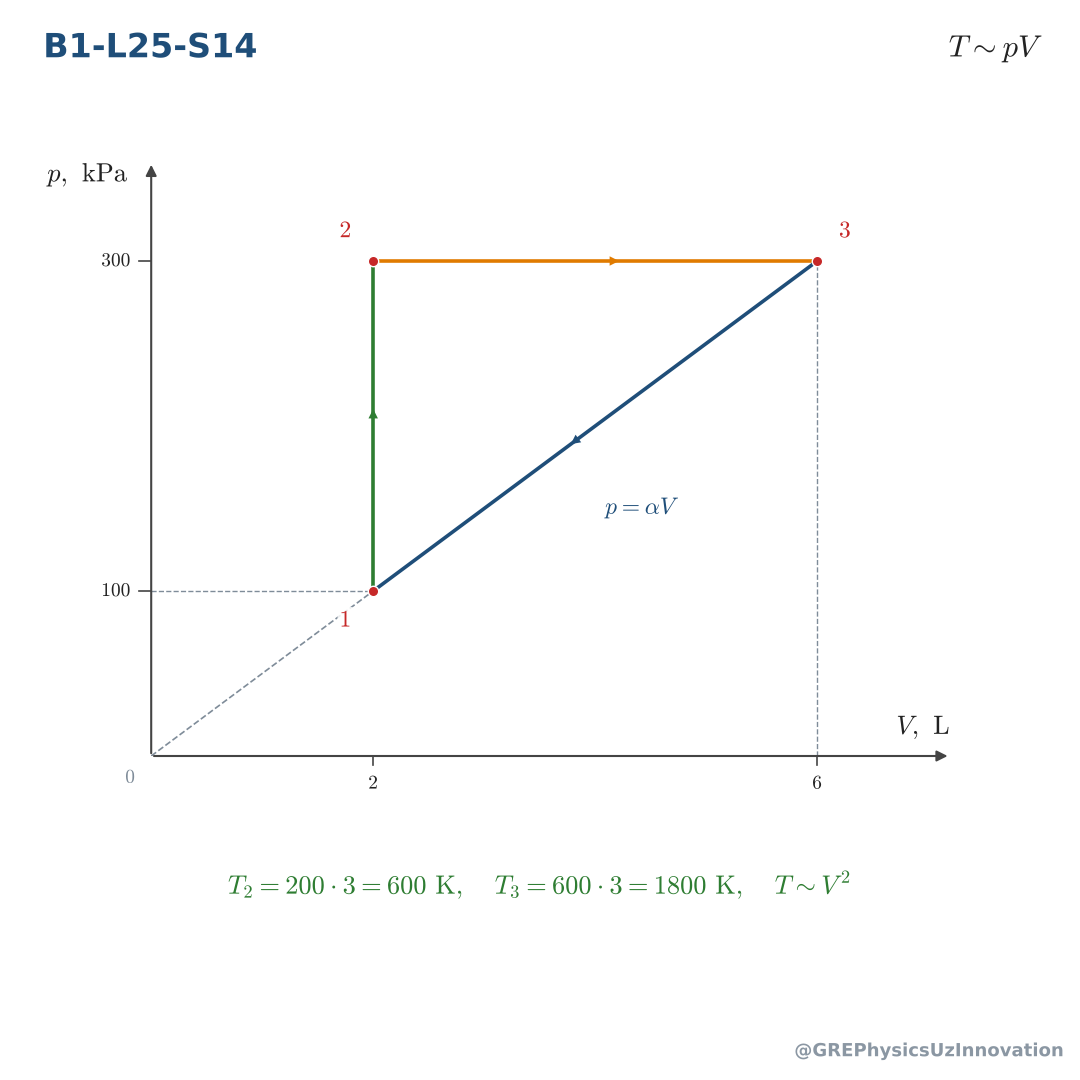 B1-L25-S14
T ~ pV
p, kPa
2
3
300
p = αV
100
1
V, L
0
2
6
T₂ = 200 · 3 = 600 K, T₃ = 600 · 3 = 1800 K, T ~ V²
@GREPhysicsUzInnovation